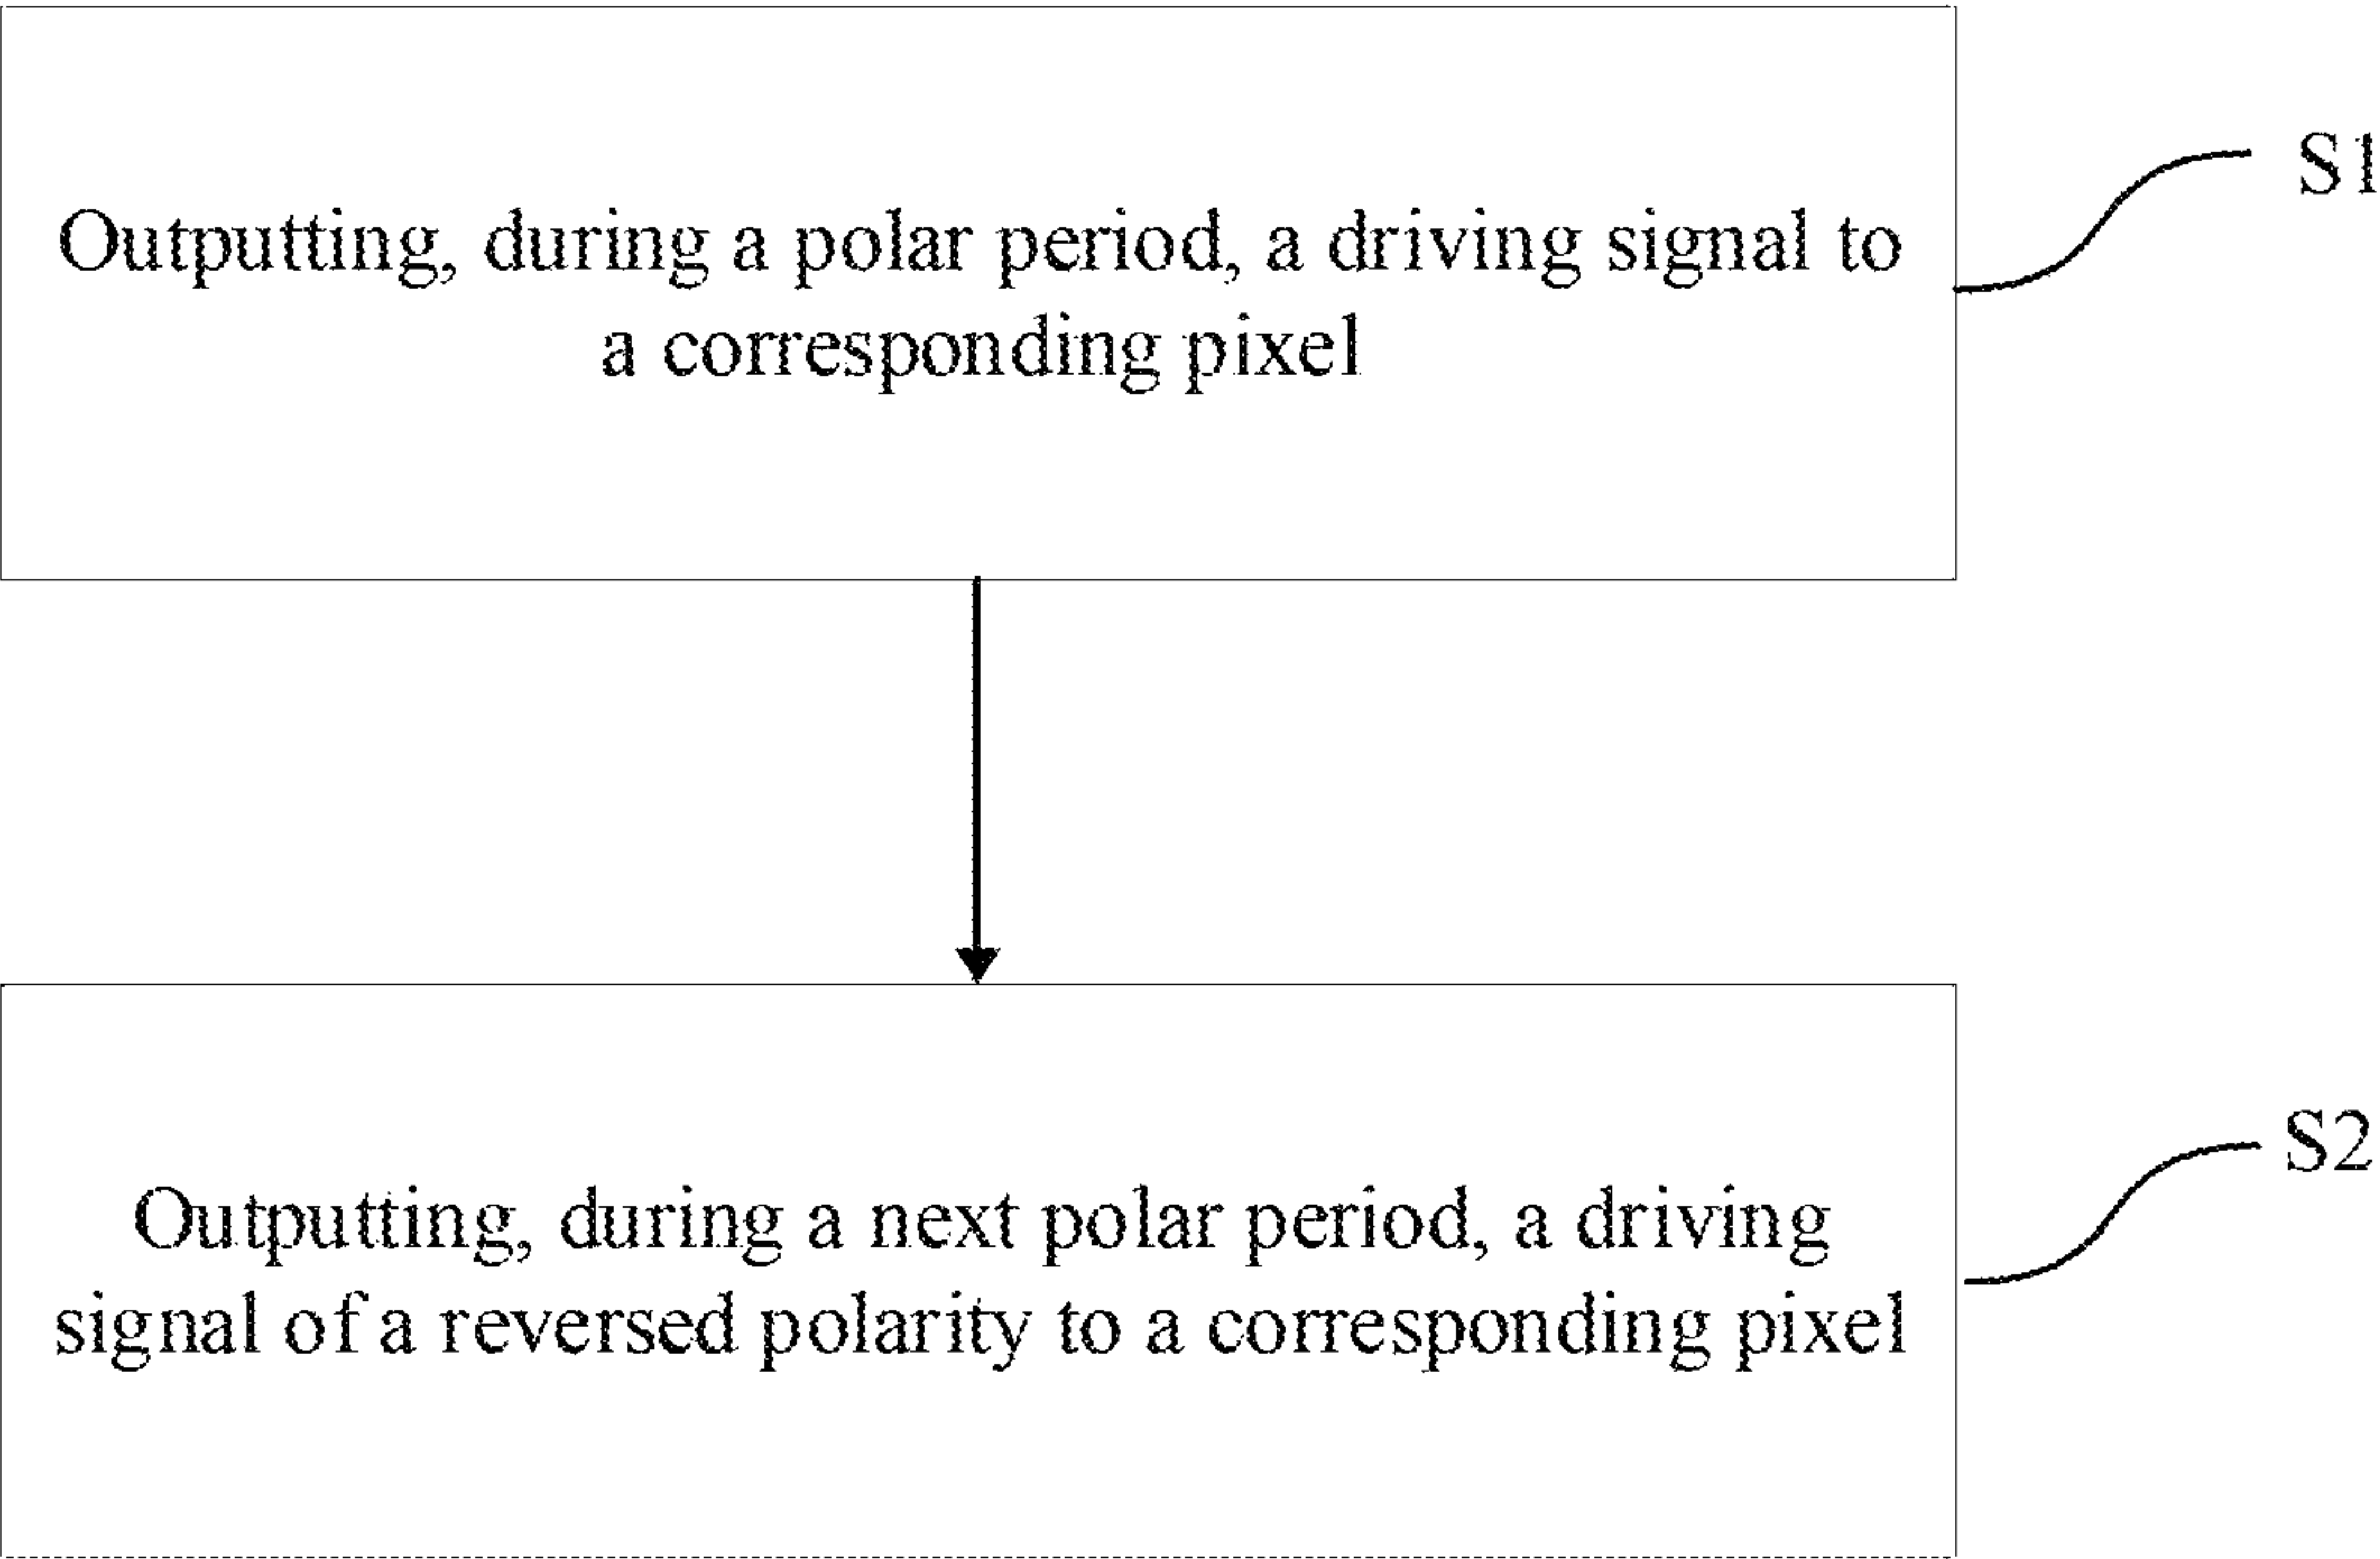 S1
Outputting, during a polar period, a driving signal to
a corresponding pixel
S2
Outputting, during a next polar period, a driving
signal of a reversed polarity to a corresponding pixel